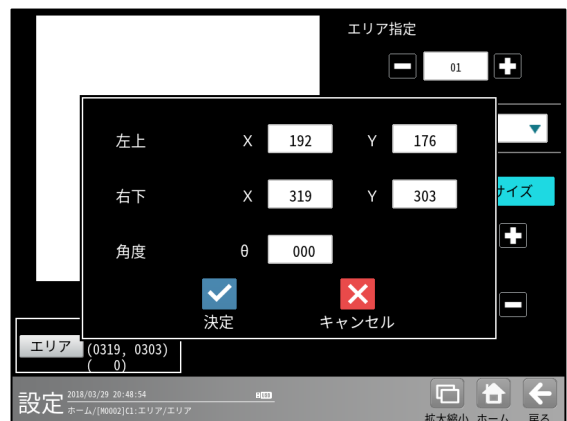 エリア指定
01
左上 X 192 Y 176
右下 X 319 Y 303
サイズ
角度 θ 000
決定 キャンセル
エリア
(0319, 0303)
( 0)
設定
2018/03/29 20:48:54
ホーム/[M0002]C1:エリア/エリア
拡大縮小 ホーム 戻る